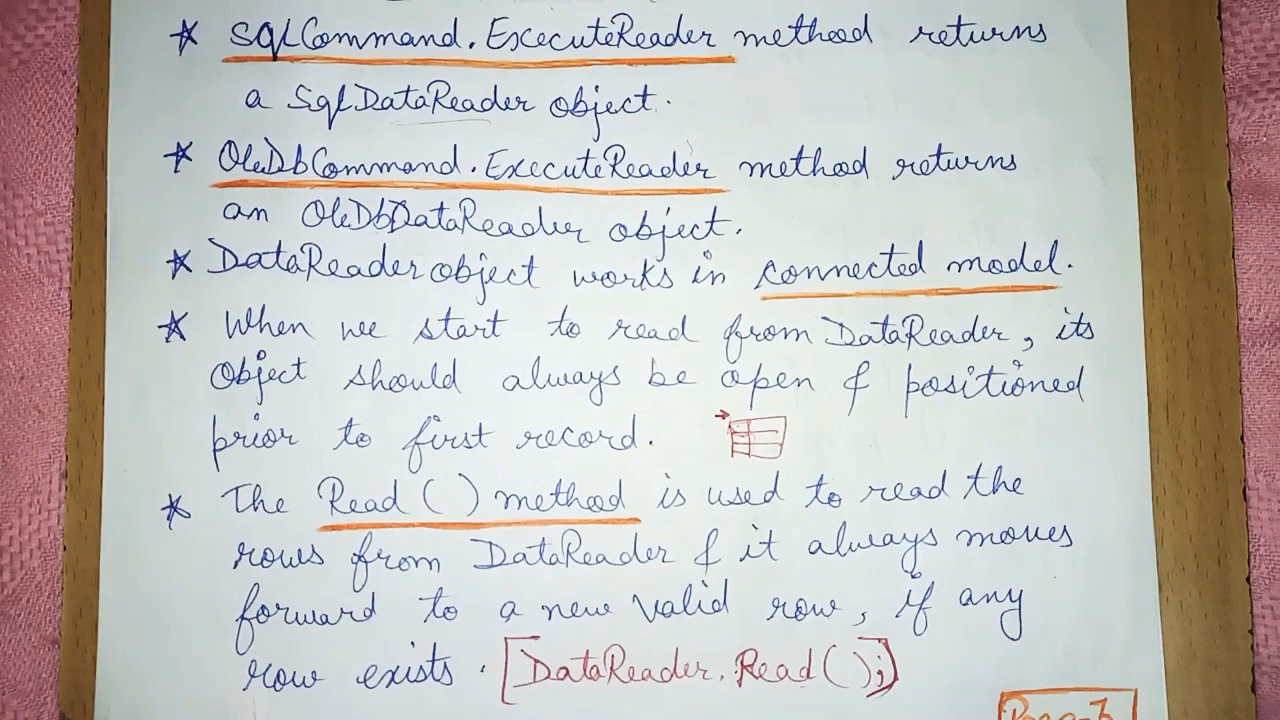 * SqlCommand.ExecuteReader method returns
a SqlDataReader object.
* OleDbCommand.ExecuteReader method returns
an OleDbDataReader object.
* DataReader object works in connected model.
* When we start to read from DataReader, its
Object should always be open & positioned
prior to first record.
* The Read() method is used to read the
rows from DataReader & it always moves
forward to a new valid row, if any
row exists. [DataReader.Read();]